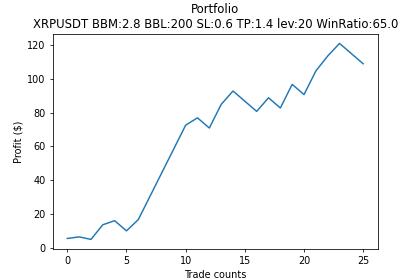 Portfolio
XRPUSDT BBM:2.8 BBL:200 SL:0.6 TP:1.4 lev:20 WinRatio:65.0
120
100
80
60
40
20
0
Profit ($)
0 5 10 15 20 25
Trade counts